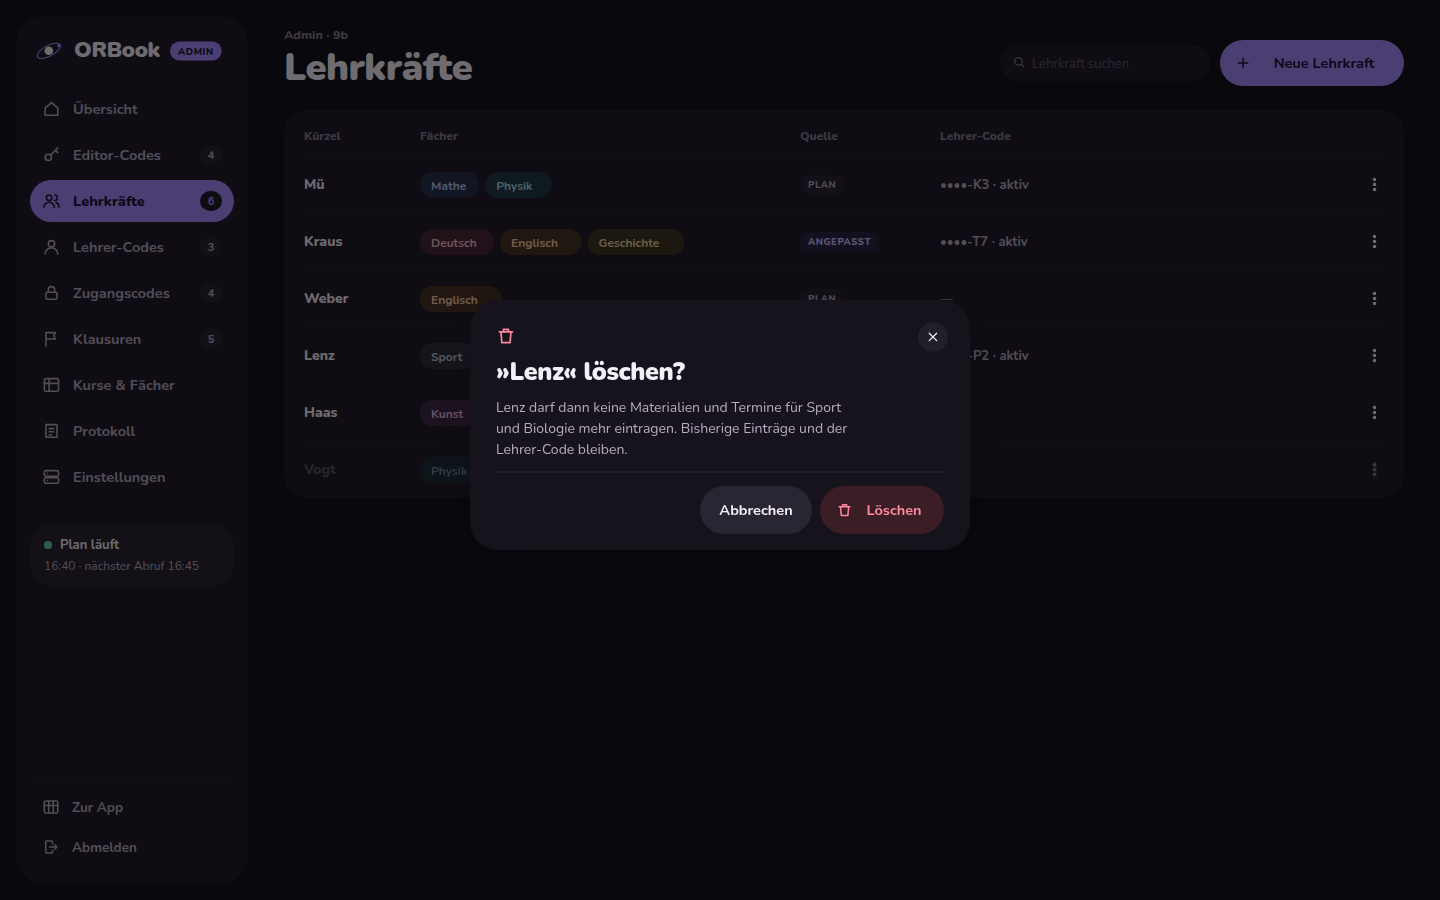 ORBook ADMIN
Übersicht
Editor-Codes 4
Lehrkräfte 6
Lehrer-Codes 3
Zugangscodes 4
Klausuren 5
Kurse & Fächer
Protokoll
Einstellungen
Plan läuft
16:40 · nächster Abruf 16:45
Zur App
Abmelden
Admin · 9b
Lehrkräfte
Lehrkraft suchen
Neue Lehrkraft
Kürzel Fächer Quelle Lehrer-Code
Mü Mathe Physik PLAN ••••-K3 · aktiv
Kraus Deutsch Englisch Geschichte ANGEPASST ••••-T7 · aktiv
Weber Englisch PLAN —
Lenz Sport -P2 · aktiv
Haas Kunst
Vogt Physik
»Lenz« löschen?
Lenz darf dann keine Materialien und Termine für Sport
und Biologie mehr eintragen. Bisherige Einträge und der
Lehrer-Code bleiben.
Abbrechen
Löschen